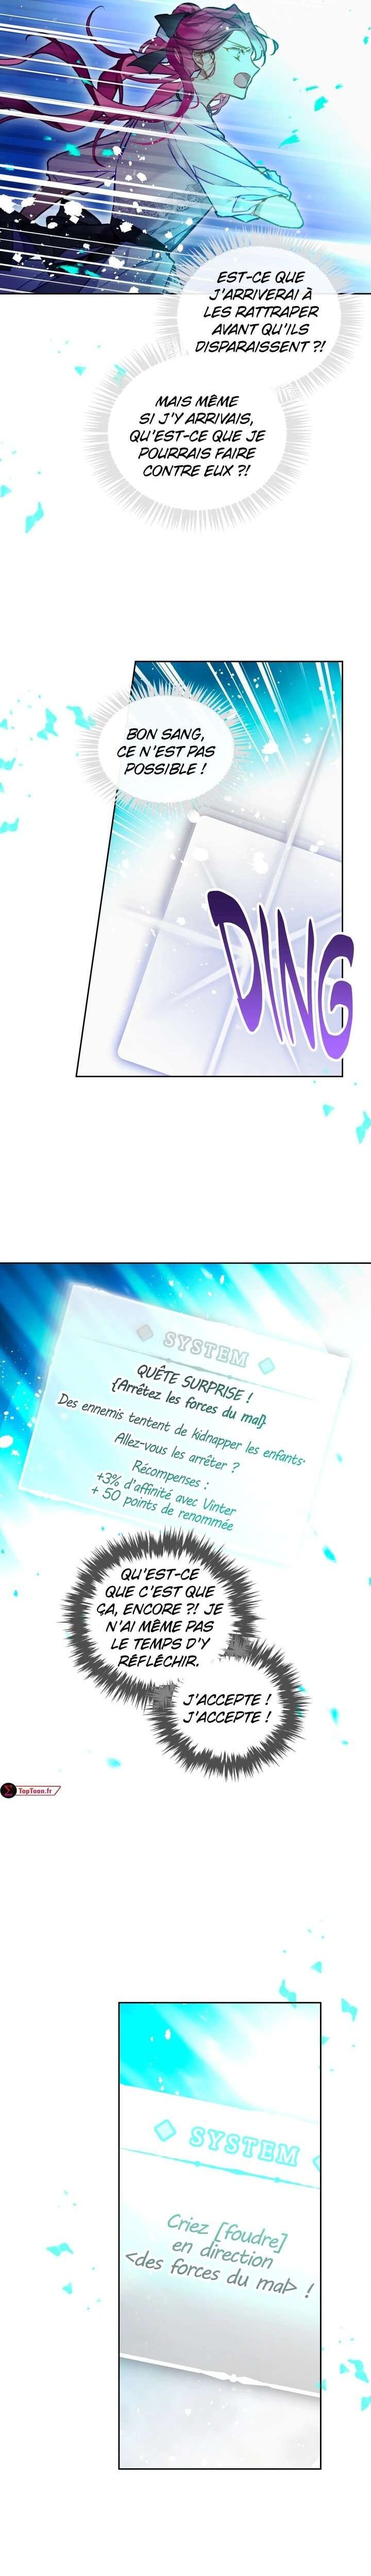 EST-CE QUE
J'ARRIVERAI À
LES RATTRAPER
AVANT QU'ILS
DISPARAISSENT ?!
MAIS MÊME
SI J'Y ARRIVAIS,
QU'EST-CE QUE JE
POURRAIS FAIRE
CONTRE EUX ?!
BON SANG,
CE N'EST PAS
POSSIBLE !
DING
SYSTEM
QUÊTE SURPRISE !
{Arrêtez les forces du mal}.
Des ennemis tentent de kidnapper les enfants.
Allez-vous les arrêter ?
Récompenses :
+3% d'affinité avec Vinter
+ 50 points de renommée
QU'EST-CE
QUE C'EST QUE
ÇA, ENCORE ?! JE
N'AI MÊME PAS
LE TEMPS D'Y
RÉFLÉCHIR.
J'ACCEPTE !
J'ACCEPTE !
TopToon.fr
SYSTEM
Criez [foudre]
en direction
<des forces du mal> !